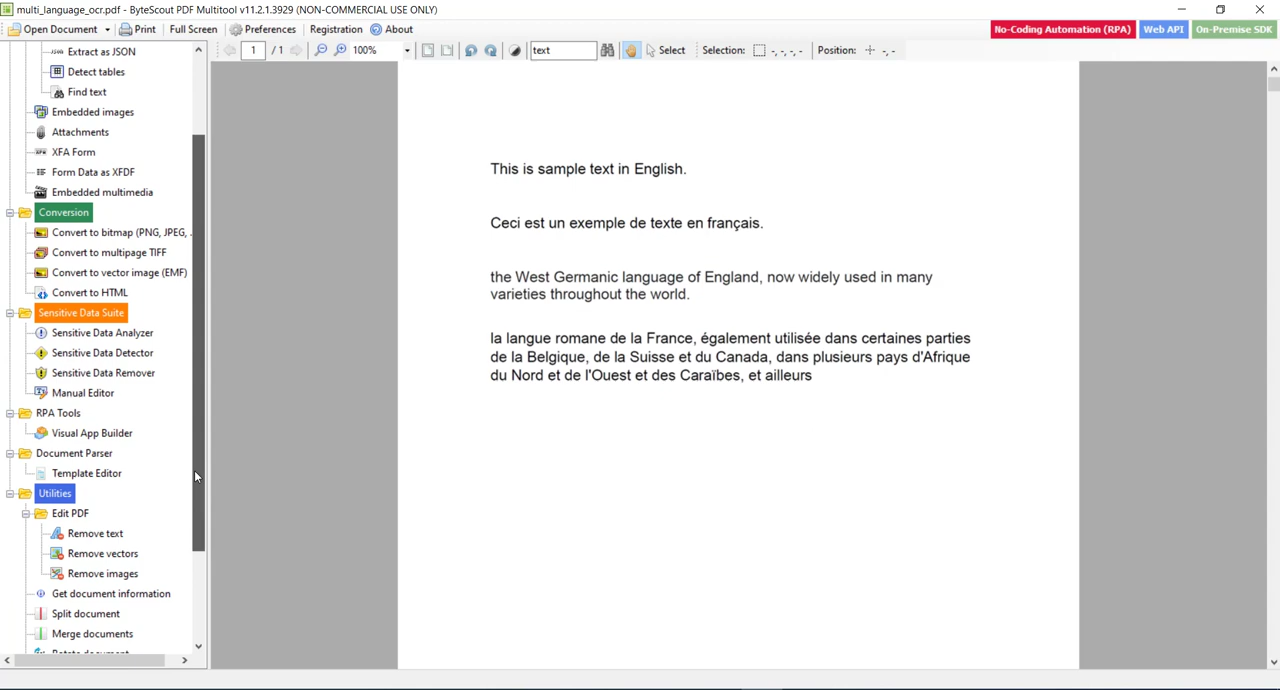 multi_language_ocr.pdf - ByteScout PDF Multitool v11.2.1.3929 (NON-COMMERCIAL USE ONLY)
Open Document Print Full Screen Preferences Registration About No-Coding Automation (RPA) Web API On-Premise SDK
1 / 1 100% text Select Selection: -,-,-,- Position: -,-
Extract as JSON
Detect tables
Find text
Embedded images
Attachments
XFA Form
Form Data as XFDF
Embedded multimedia
Conversion
Convert to bitmap (PNG, JPEG, .
Convert to multipage TIFF
Convert to vector image (EMF)
Convert to HTML
Sensitive Data Suite
Sensitive Data Analyzer
Sensitive Data Detector
Sensitive Data Remover
Manual Editor
RPA Tools
Visual App Builder
Document Parser
Template Editor
Utilities
Edit PDF
Remove text
Remove vectors
Remove images
Get document information
Split document
Merge documents
Rotate document
This is sample text in English.
Ceci est un exemple de texte en français.
the West Germanic language of England, now widely used in many
varieties throughout the world.
la langue romane de la France, également utilisée dans certaines parties
de la Belgique, de la Suisse et du Canada, dans plusieurs pays d'Afrique
du Nord et de l'Ouest et des Caraïbes, et ailleurs